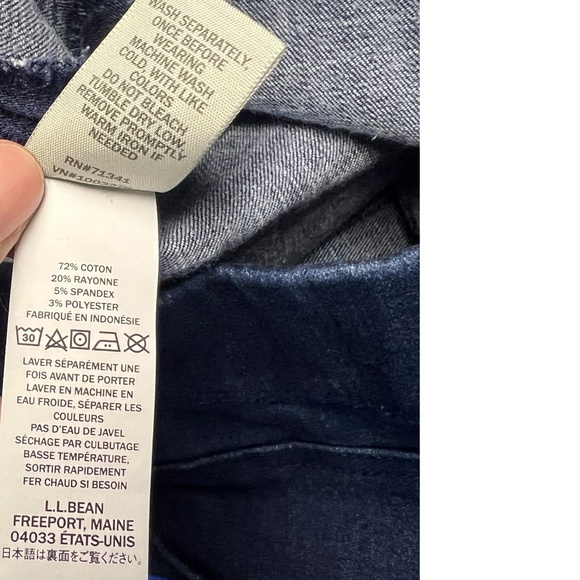 WASH SEPARATELY,
ONCE BEFORE
WEARING
MACHINE WASH
COLD, WITH LIKE
COLORS
DO NOT BLEACH
TUMBLE DRY LOW,
REMOVE PROMPTLY
WARM IRON IF
NEEDED
RN#71341
72% COTON
20% RAYONNE
5% SPANDEX
3% POLYESTER
FABRIQUÉ EN INDONÉSIE
30
LAVER SÉPARÉMENT UNE
FOIS AVANT DE PORTER
LAVER EN MACHINE EN
EAU FROIDE, SÉPARER LES
COULEURS
PAS D'EAU DE JAVEL
SÉCHAGE PAR CULBUTAGE
BASSE TEMPÉRATURE,
SORTIR RAPIDEMENT
FER CHAUD SI BESOIN
L.L.BEAN
FREEPORT, MAINE
04033 ÉTATS-UNIS
日本語は裏面をご覧ください。